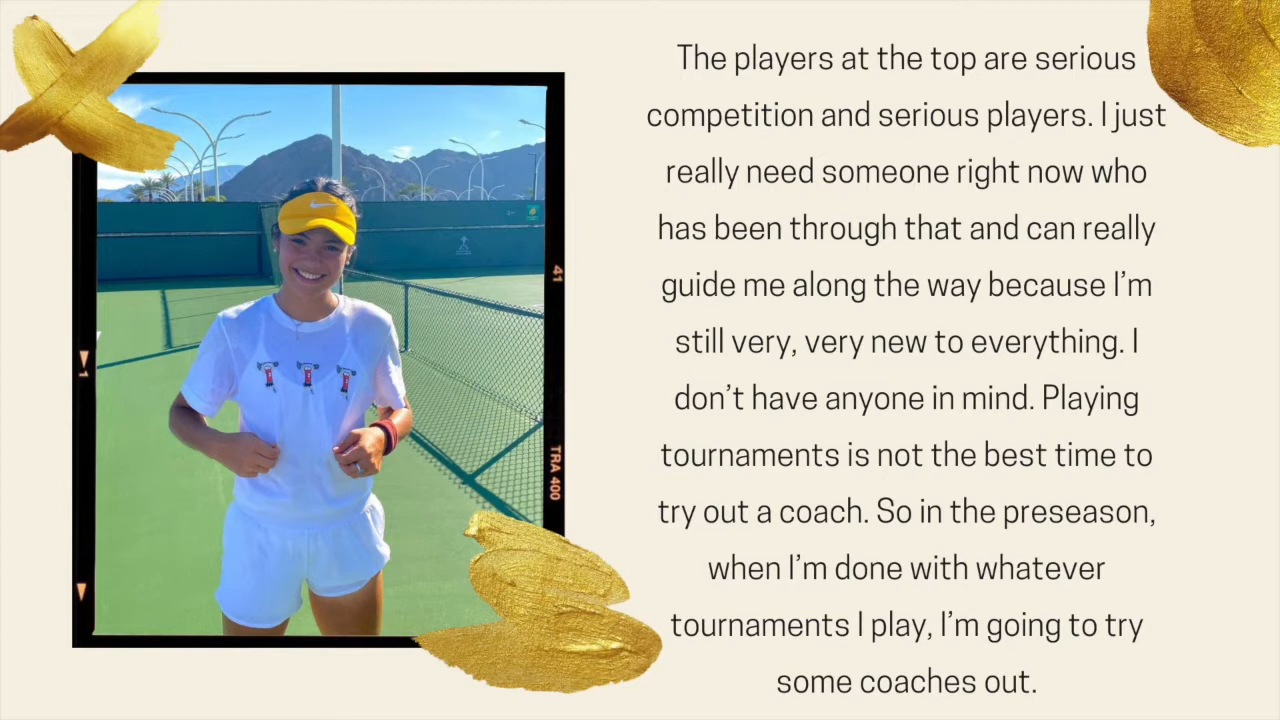 The players at the top are serious
competition and serious players. I just
really need someone right now who
has been through that and can really
guide me along the way because I’m
still very, very new to everything. I
don’t have anyone in mind. Playing
tournaments is not the best time to
try out a coach. So in the preseason,
when I’m done with whatever
tournaments I play, I’m going to try
some coaches out.
41
1
TRA 400